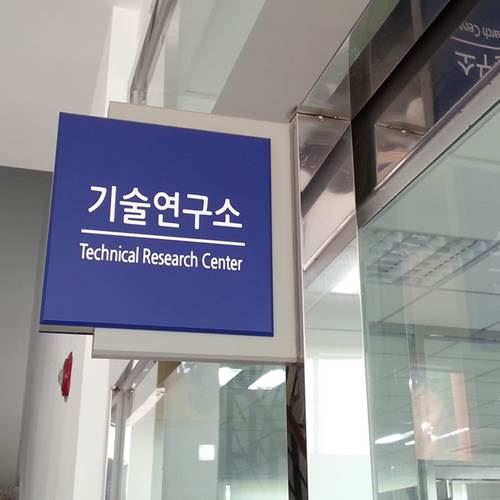 기술연구소
Technical Research Center